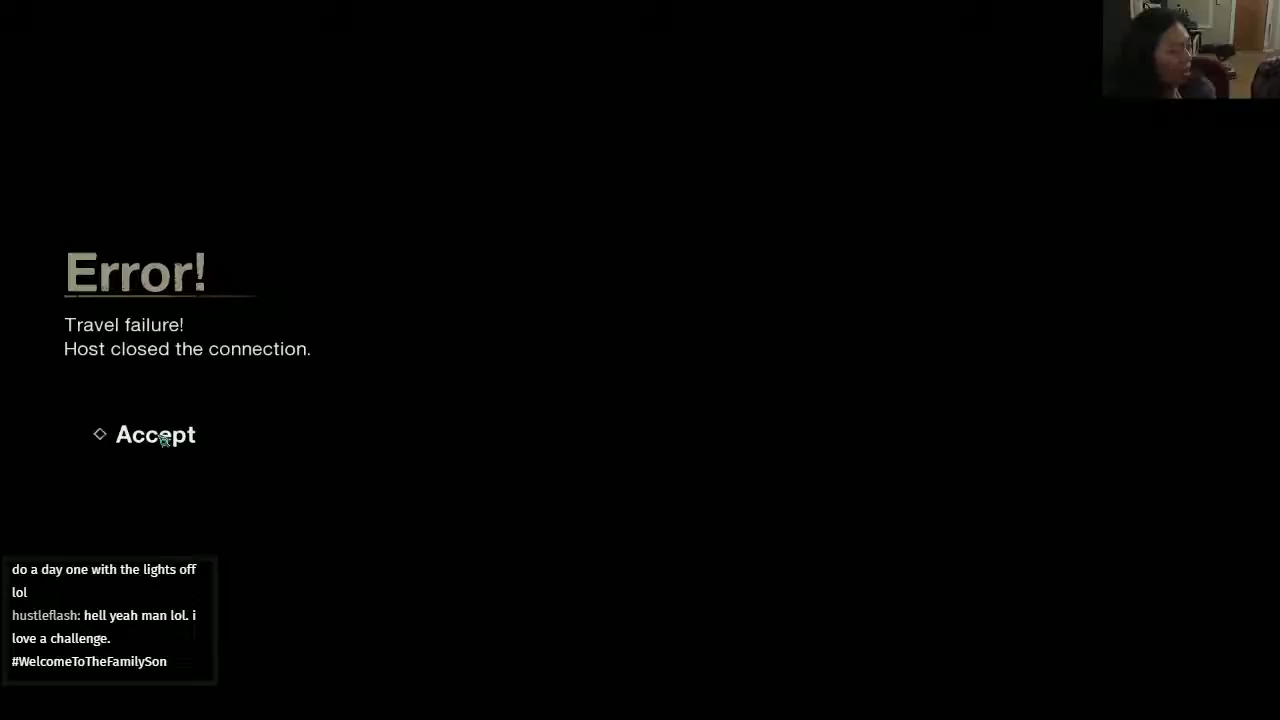 Error!
Travel failure!
Host closed the connection.
Accept
do a day one with the lights off
lol
hustleflash: hell yeah man lol. i
love a challenge.
#WelcomeToTheFamilySon